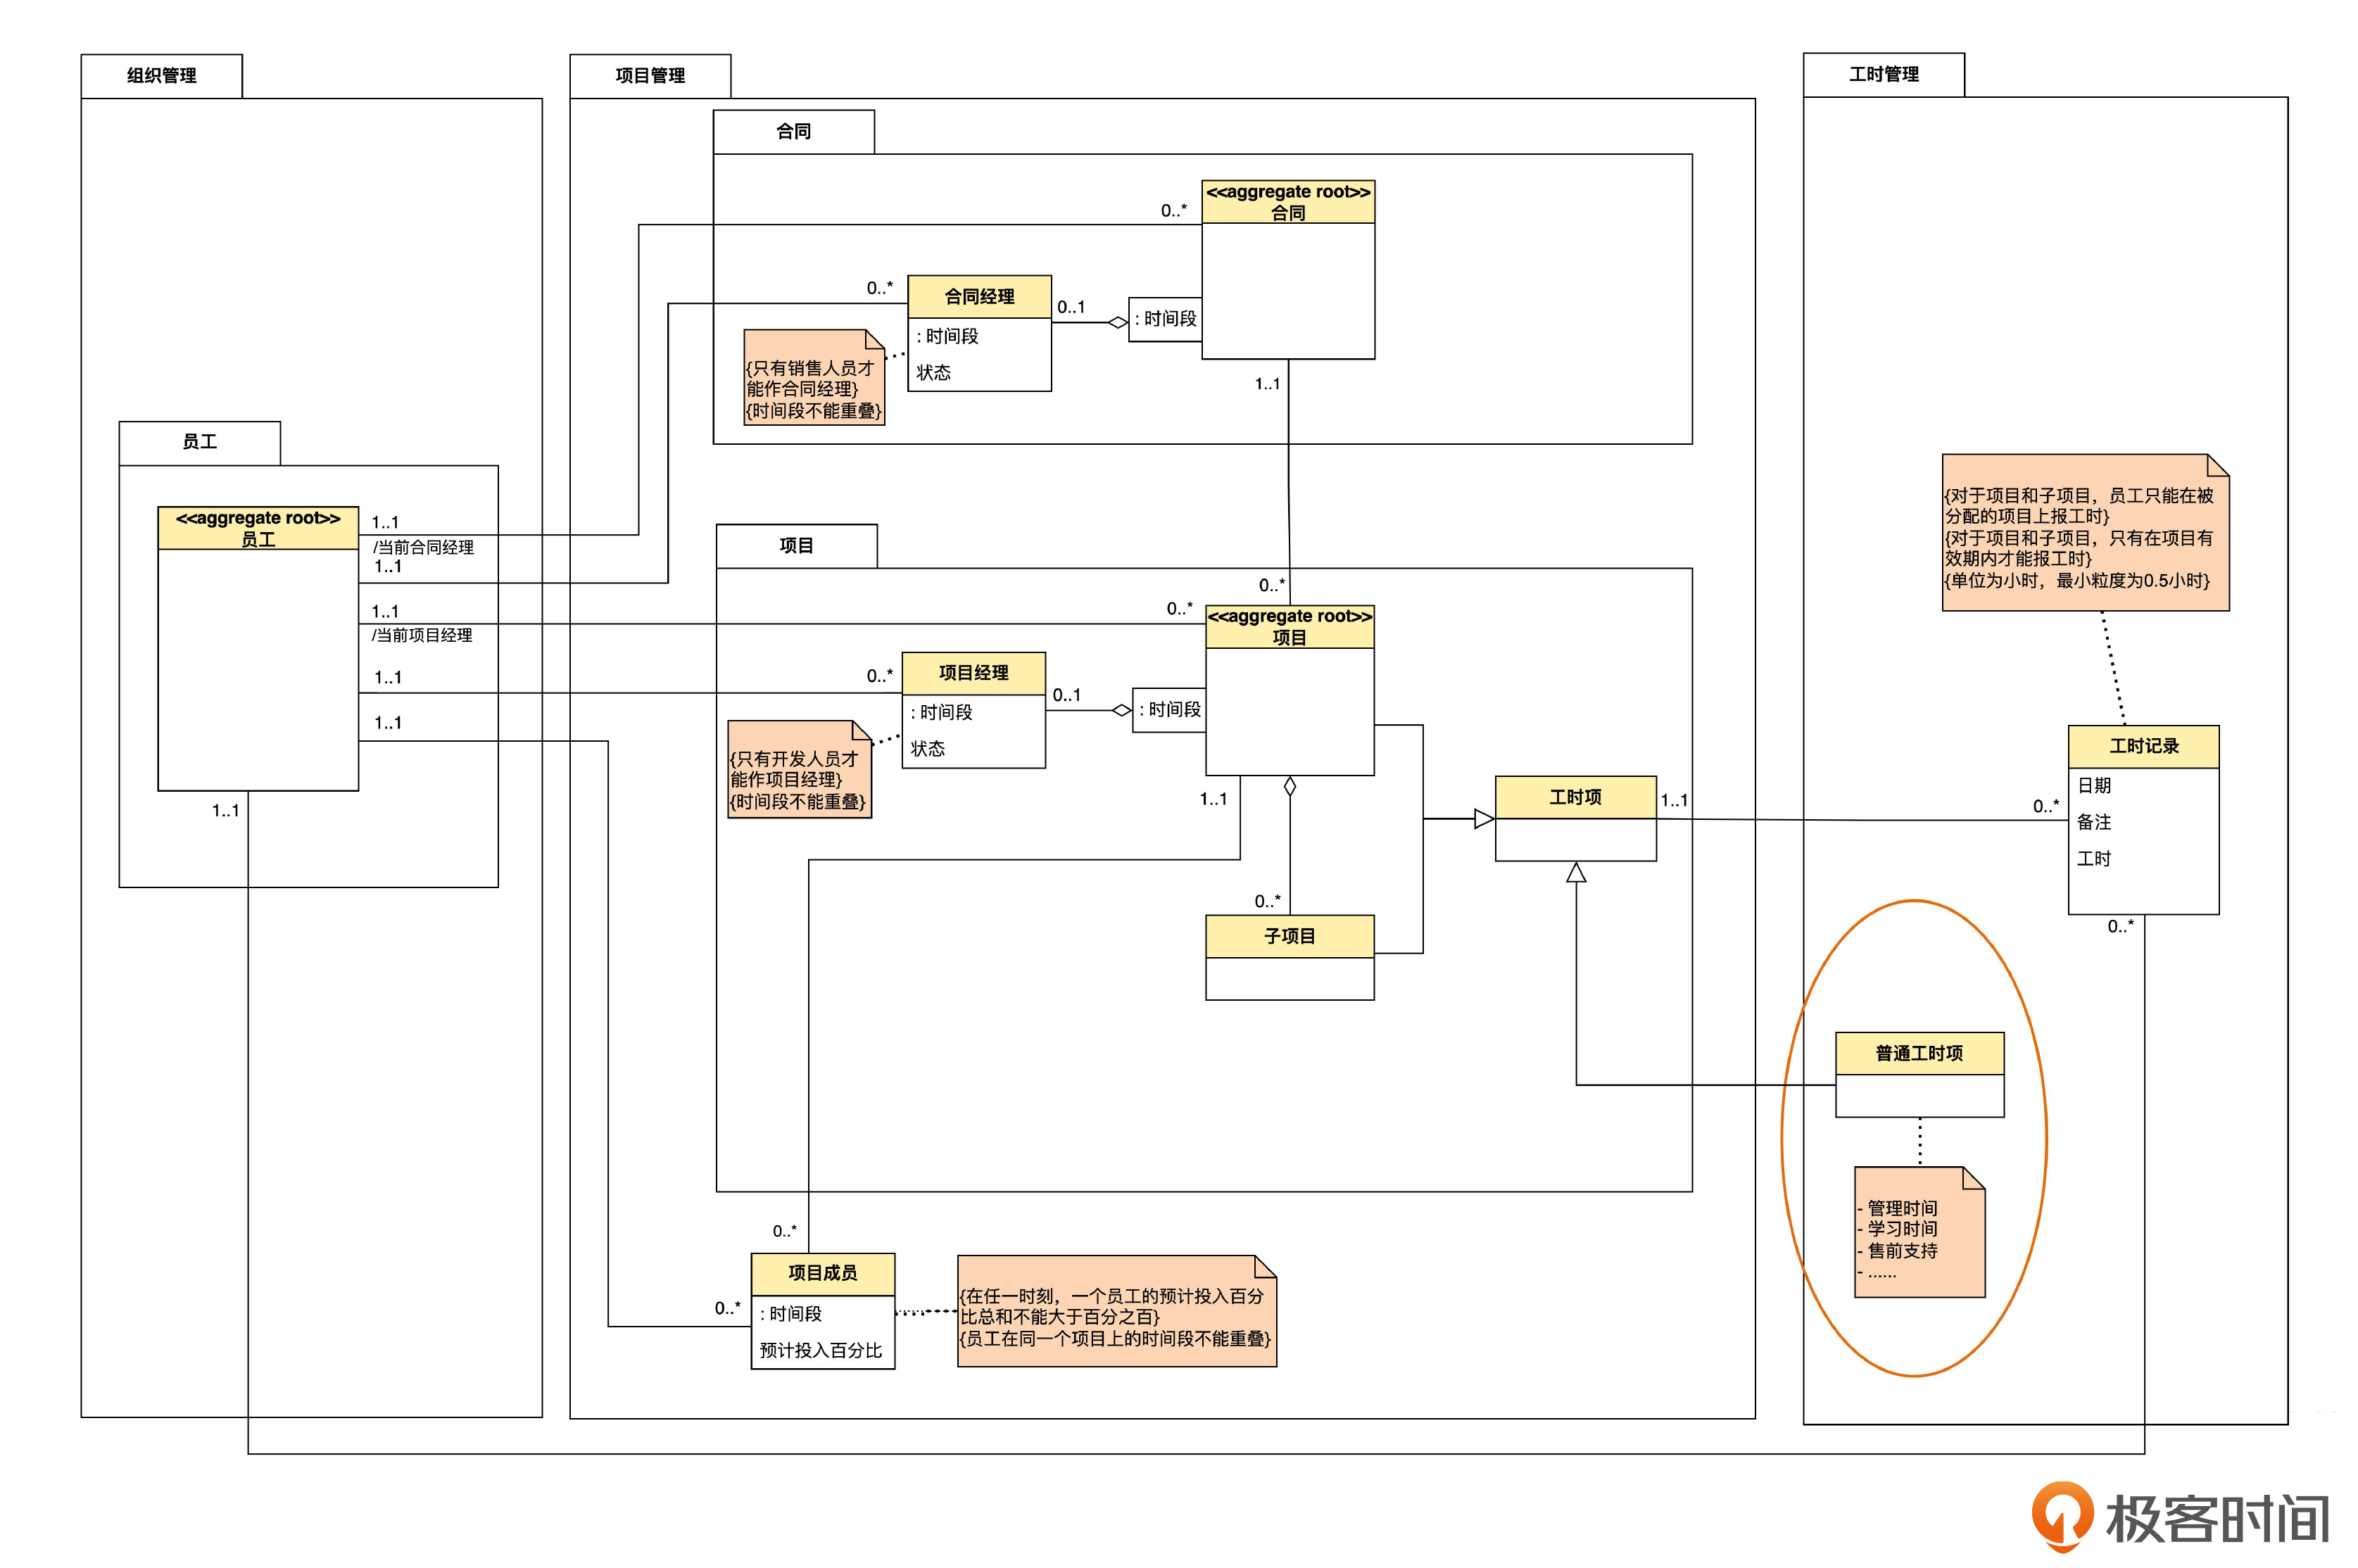 组织管理
项目管理
工时管理
合同
<<aggregate root>>
合同
0..*
0..*
合同经理
: 时间段
状态
0..1
: 时间段
{只有销售人员才
能作合同经理}
{时间段不能重叠}
1..1
员工
<<aggregate root>>
员工
1..1
/当前合同经理
1..1
1..1
/当前项目经理
1..1
1..1
1..1
项目
0..*
0..*
<<aggregate root>>
项目
0..*
项目经理
: 时间段
状态
0..1
: 时间段
{只有开发人员才
能作项目经理}
{时间段不能重叠}
1..1
0..*
子项目
工时项
1..1
0..*
{对于项目和子项目，员工只能在被
分配的项目上报工时}
{对于项目和子项目，只有在项目有
效期内才能报工时}
{单位为小时，最小粒度为0.5小时}
工时记录
日期
备注
工时
0..*
普通工时项
- 管理时间
- 学习时间
- 售前支持
- ......
0..*
项目成员
0..*
: 时间段
预计投入百分比
{在任一时刻，一个员工的预计投入百分
比总和不能大于百分之百}
{员工在同一个项目上的时间段不能重叠}
极客时间